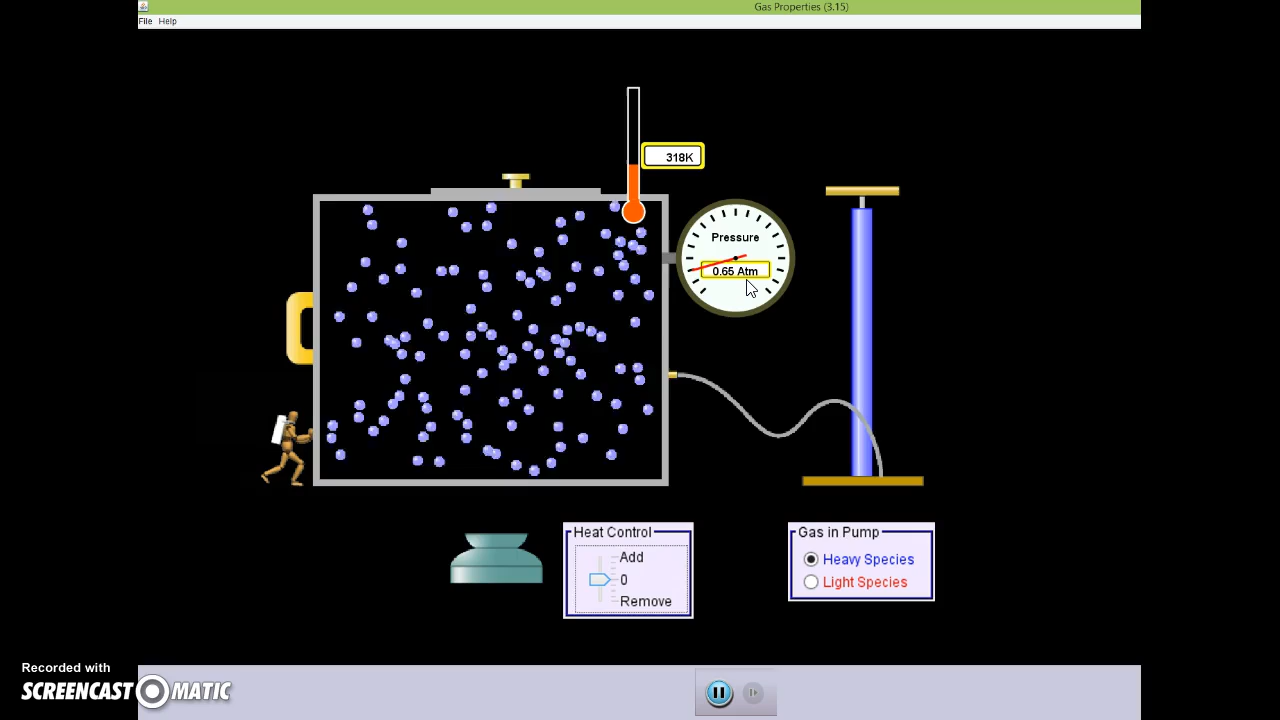 Gas Properties (3.15)
File Help
318K
Pressure
0.65 Atm
Heat Control
Add
0
Remove
Gas in Pump
Heavy Species
Light Species
Recorded with
SCREENCAST MATIC